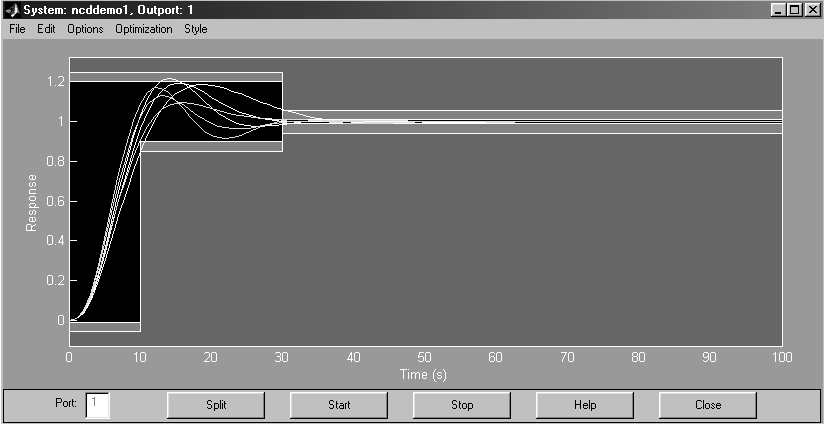 System: ncddemo1, Outport: 1
File Edit Options Optimization Style
1.2
1
0.8
0.6
0.4
0.2
0
Response
0 10 20 30 40 50 60 70 80 90 100
Time (s)
Port: 1 Split Start Stop Help Close